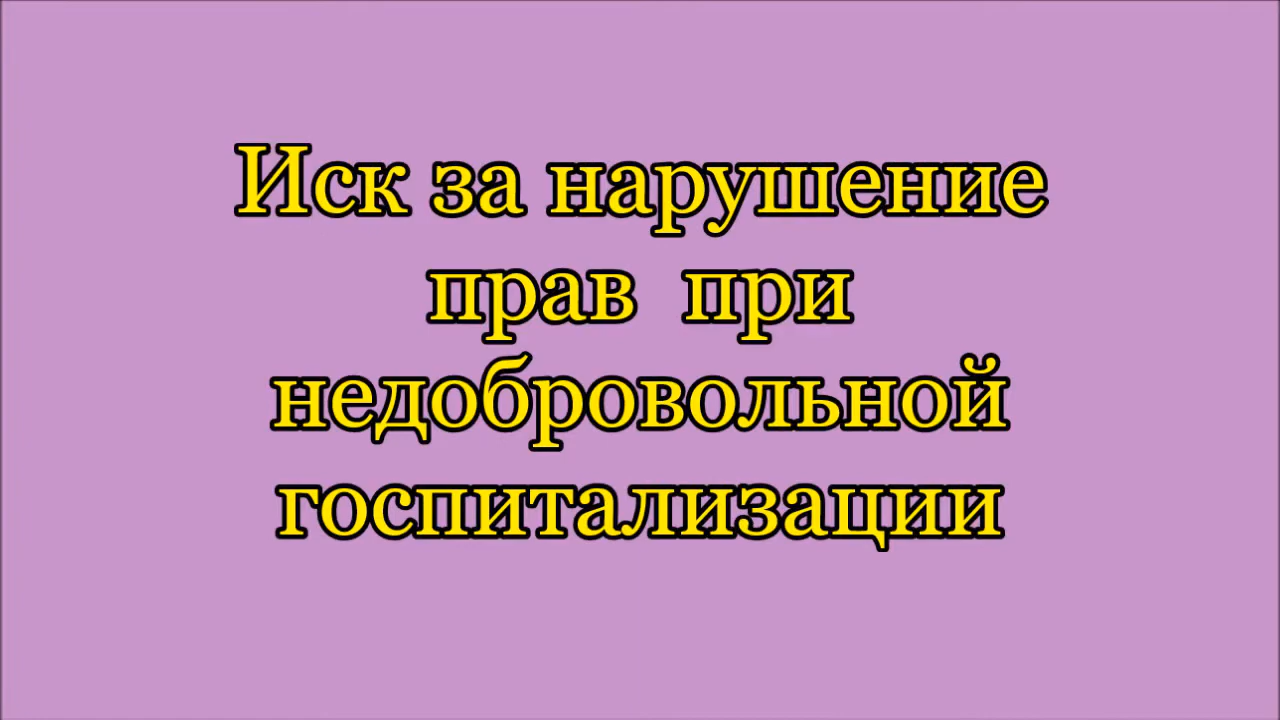 Иск за нарушение
прав при
недобровольной
госпитализации